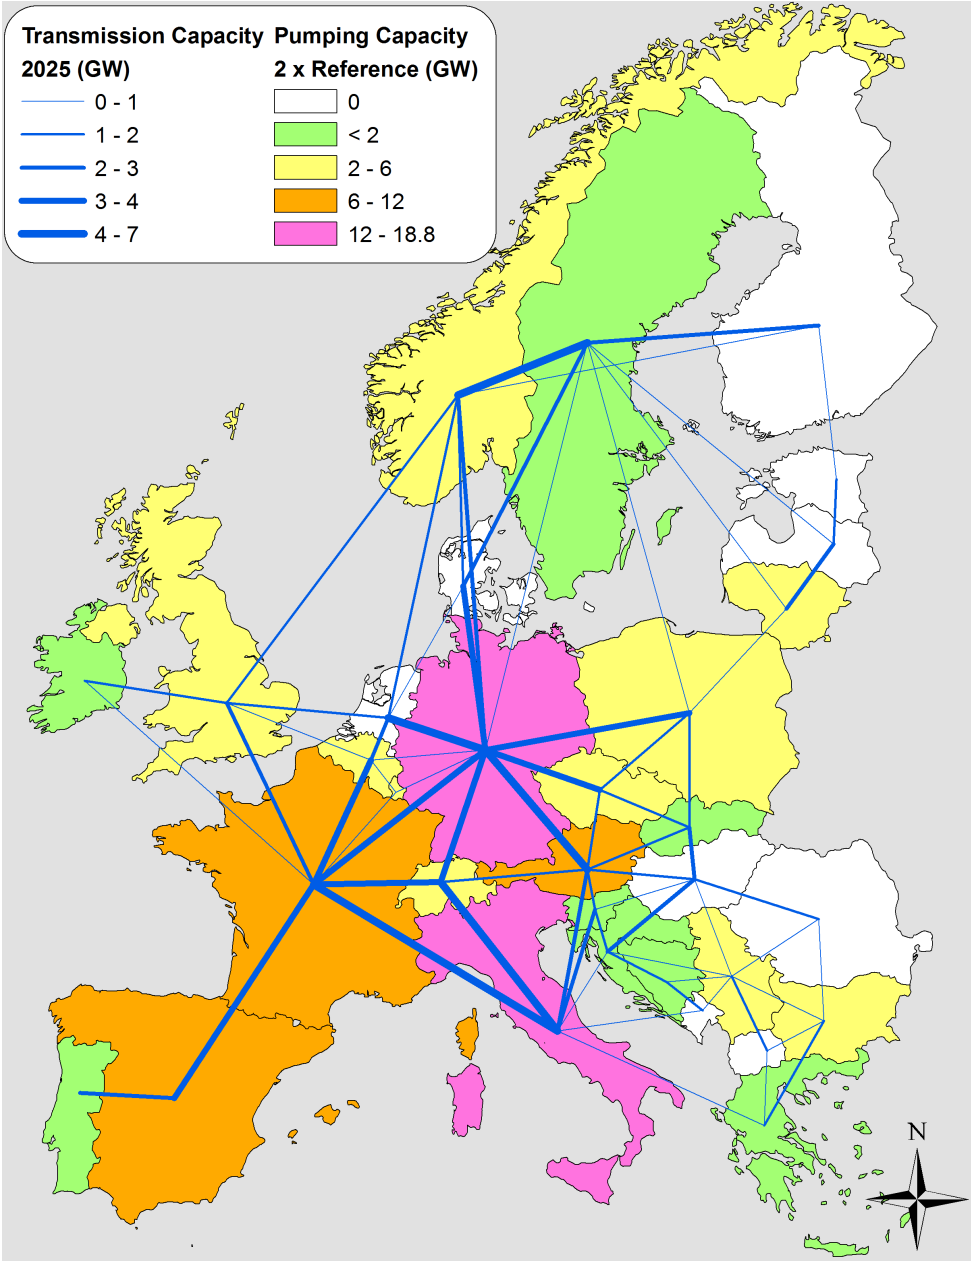 Transmission Capacity Pumping Capacity
2025 (GW) 2 x Reference (GW)
0 - 1 0
1 - 2 < 2
2 - 3 2 - 6
3 - 4 6 - 12
4 - 7 12 - 18.8
N